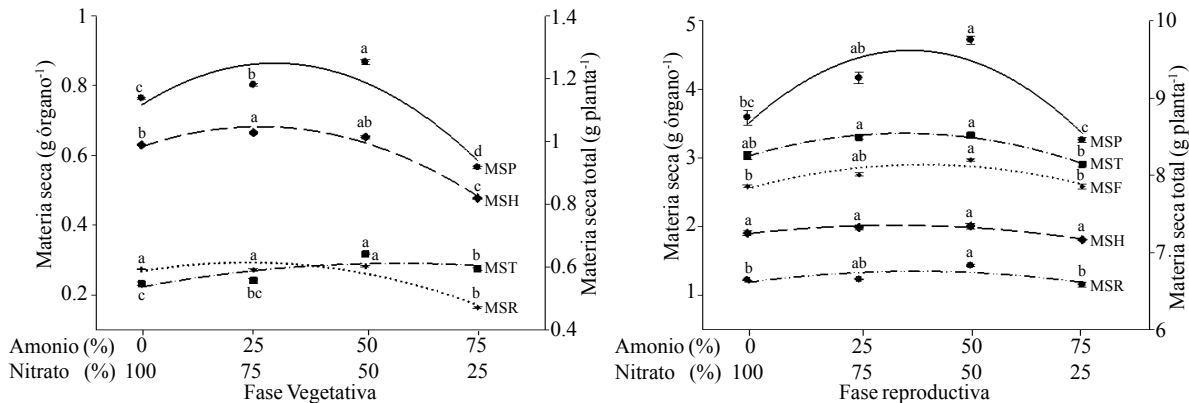 Materia seca (g órgano-1)
1
0.8
0.6
0.4
0.2
c
b
a
d
b
a
ab
c
a
a
a
b
c
bc
a
b
MSP
MSH
MST
MSR
1.4
1.2
1
0.8
0.6
0.4
Materia seca total (g planta-1)
Amonio (%) 0 25 50 75
Nitrato (%) 100 75 50 25
Fase Vegetativa
Materia seca (g órgano-1)
5
4
3
2
1
bc
ab
a
c
ab
a
a
b
b
ab
a
b
a
a
a
a
b
ab
a
b
MSP
MST
MSF
MSH
MSR
10
9
8
7
6
Materia seca total (g planta-1)
Amonio (%) 0 25 50 75
Nitrato (%) 100 75 50 25
Fase reproductiva